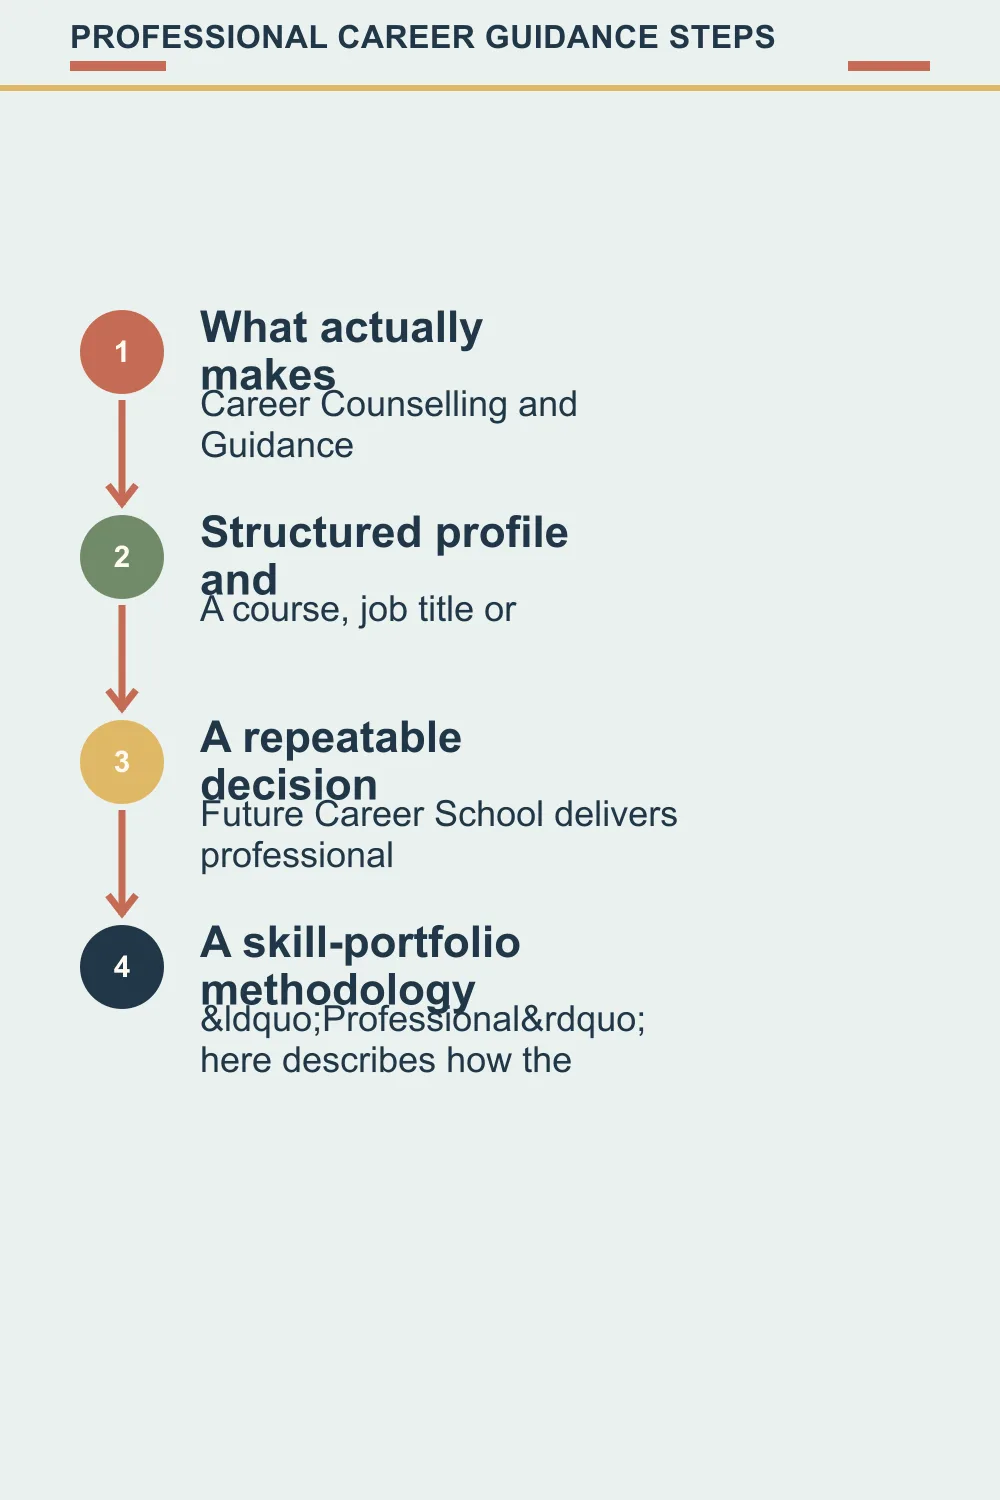 PROFESSIONAL CAREER GUIDANCE STEPS
1
What actually
makes
Career Counselling and
Guidance
2
Structured profile
and
A course, job title or
3
A repeatable
decision
Future Career School delivers
professional
4
A skill-portfolio
methodology
&ldquo;Professional&rdquo;
here describes how the